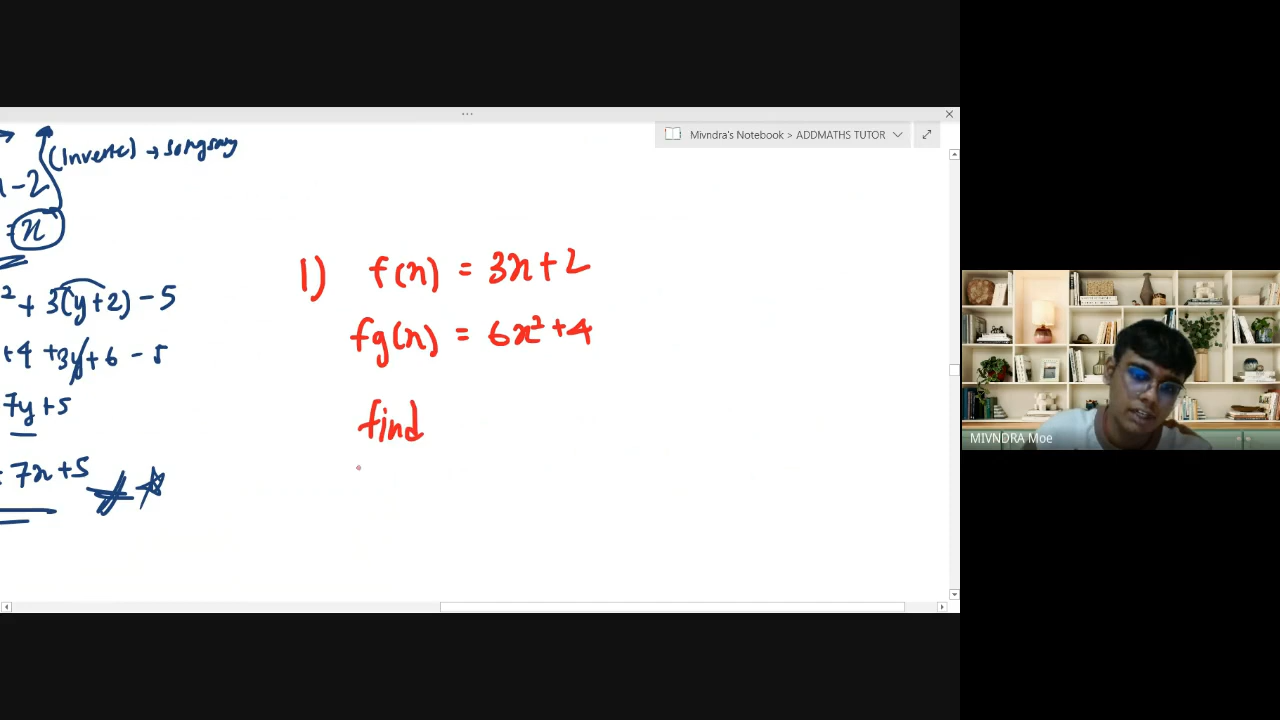 Mivndra's Notebook > ADDMATHS TUTOR
(Inverse) →
x - 2
= x
² + 3(y+2) - 5
+4 +3y+6 - 5
7y+5
= 7x+5
1) f(x) = 3x+2
fg(x) = 6x²+4
find
MIVNDRA Moe